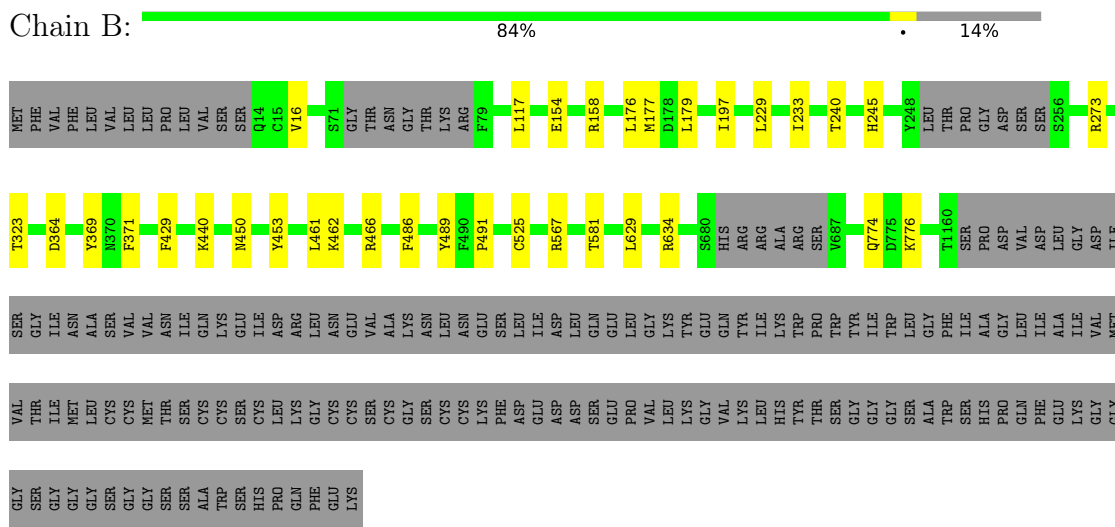 Chain B:
84% • 14%
MET PHE VAL PHE LEU VAL LEU LEU PRO LEU VAL SER SER Q14 C15 V16 S71 GLY THR ASN GLY THR LYS ARG F79 L117 E154 R158 L176 M177 D178 L179 I197 L229 I233 T240 H245 Y248 LEU THR PRO GLY ASP SER SER S256 R273
T323 D364 Y369 N370 F371 F429 K440 N450 Y453 L461 K462 R466 F486 Y489 F490 P491 C525 R567 T581 L629 R634 S680 HIS ARG ARG ALA ARG SER V687 Q774 D775 K776 T1160 SER PRO ASP VAL ASP LEU GLY ASP ILE
SER GLY ILE ASN ALA SER VAL VAL ASN ILE GLN LYS GLU ILE ASP ARG LEU ASN GLU VAL ALA LYS ASN LEU ASN GLU SER LEU ILE ASP LEU GLN GLU LEU GLY LYS TYR GLU GLN TYR ILE LYS TRP PRO TRP TYR ILE TRP LEU GLY PHE ILE ALA GLY LEU ILE ALA ILE VAL MET
VAL THR ILE MET LEU CYS CYS MET THR SER CYS CYS SER CYS LEU LYS GLY CYS CYS SER CYS GLY SER CYS CYS LYS PHE ASP GLU ASP ASP SER GLU PRO VAL LEU LYS GLY VAL LYS LEU HIS TYR THR SER GLY GLY GLY SER ALA TRP SER HIS PRO GLN PHE GLU LYS GLY GLY
GLY SER GLY GLY GLY GLY SER GLY GLY SER SER ALA TRP SER HIS PRO GLN PHE GLU LYS